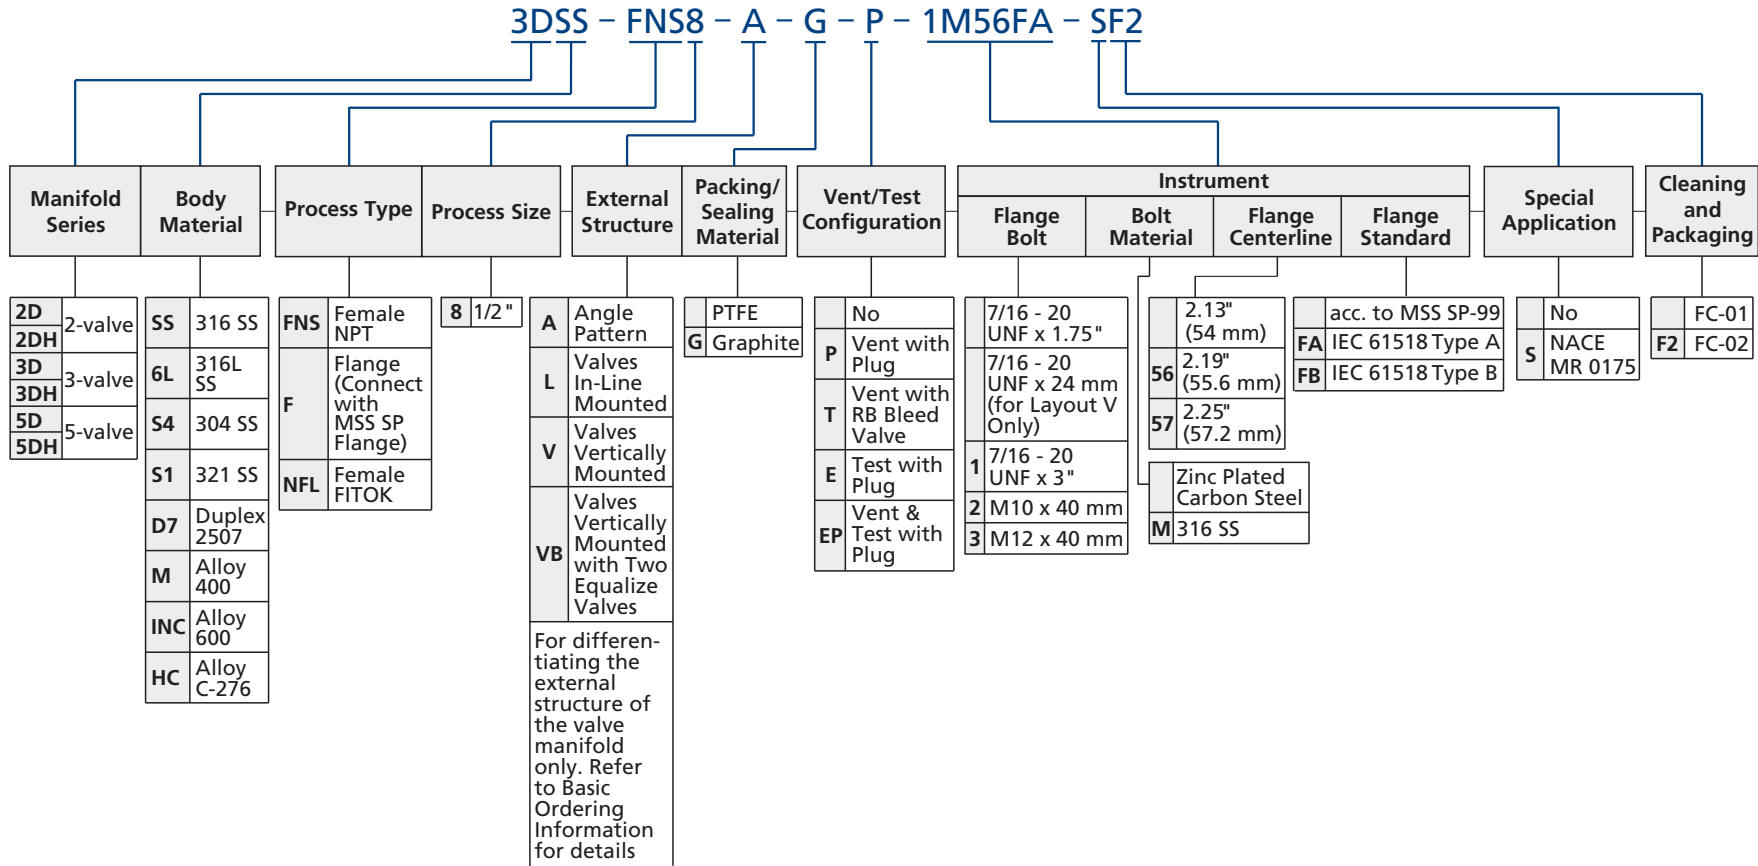 3DSS – FNS8 – A – G – P – 1M56FA – SF2
Manifold
Series
Body
Material
Process Type
Process Size
External
Structure
Packing/
Sealing
Material
Vent/Test
Configuration
Instrument
Flange
Bolt
Bolt
Material
Flange
Centerline
Flange
Standard
Special
Application
Cleaning
and
Packaging
2D
2DH
2-valve
3D
3DH
3-valve
5D
5DH
5-valve
SS 316 SS
6L 316L
SS
S4 304 SS
S1 321 SS
D7 Duplex
2507
M Alloy
400
INC Alloy
600
HC Alloy
C-276
FNS Female
NPT
F Flange
(Connect
with
MSS SP
Flange)
NFL Female
FITOK
8 1/2 "
A Angle
Pattern
L Valves
In-Line
Mounted
V Valves
Vertically
Mounted
VB Valves
Vertically
Mounted
with Two
Equalize
Valves
For differen-
tiating the
external
structure of
the valve
manifold
only. Refer
to Basic
Ordering
Information
for details
PTFE
G Graphite
No
P Vent with
Plug
T Vent with
RB Bleed
Valve
E Test with
Plug
EP Vent &
Test with
Plug
7/16 - 20
UNF x 1.75"
7/16 - 20
UNF x 24 mm
(for Layout V
Only)
1 7/16 - 20
UNF x 3"
2 M10 x 40 mm
3 M12 x 40 mm
Zinc Plated
Carbon Steel
M 316 SS
2.13"
(54 mm)
56 2.19"
(55.6 mm)
57 2.25"
(57.2 mm)
acc. to MSS SP-99
FA IEC 61518 Type A
FB IEC 61518 Type B
No
S NACE
MR 0175
FC-01
F2 FC-02